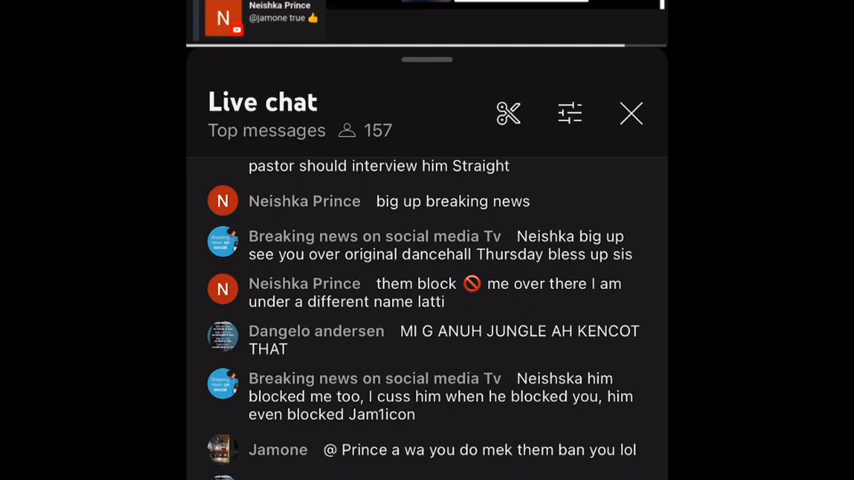 Neishka Prince
N @jamone true 👍
Live chat
Top messages 157
pastor should interview him Straight
N Neishka Prince big up breaking news
Breaking news on social media Tv Neishka big up
see you over original dancehall Thursday bless up sis
N Neishka Prince them block 🚫 me over there I am
under a different name latti
Dangelo andersen MI G ANUH JUNGLE AH KENCOT
THAT
Breaking news on social media Tv Neishska him
blocked me too, I cuss him when he blocked you, him
even blocked Jam1icon
Jamone @ Prince a wa you do mek them ban you lol